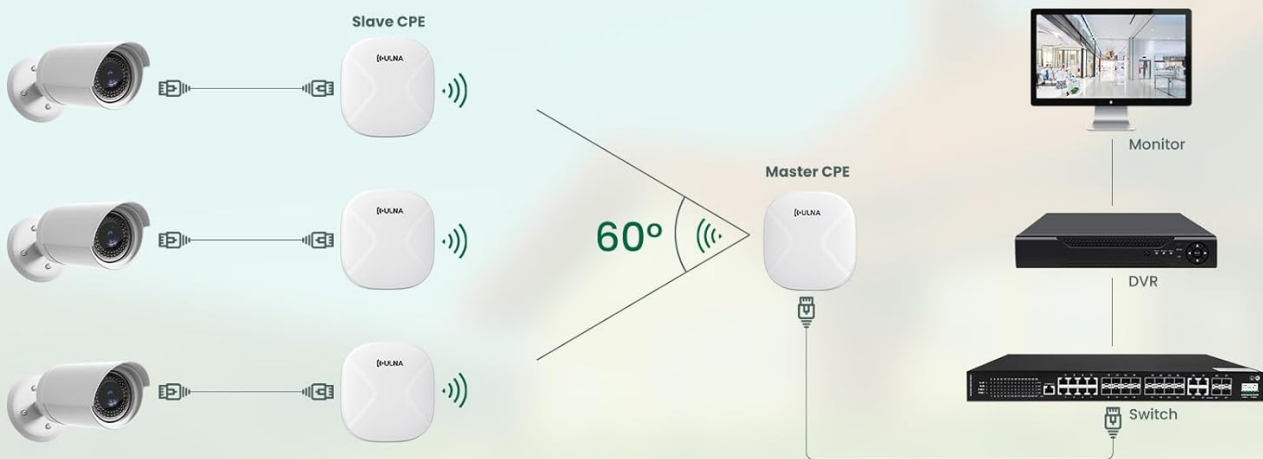 Slave CPE
ULNA
Master CPE
Monitor
ULNA
60°
ULNA
DVR
ULNA
Switch